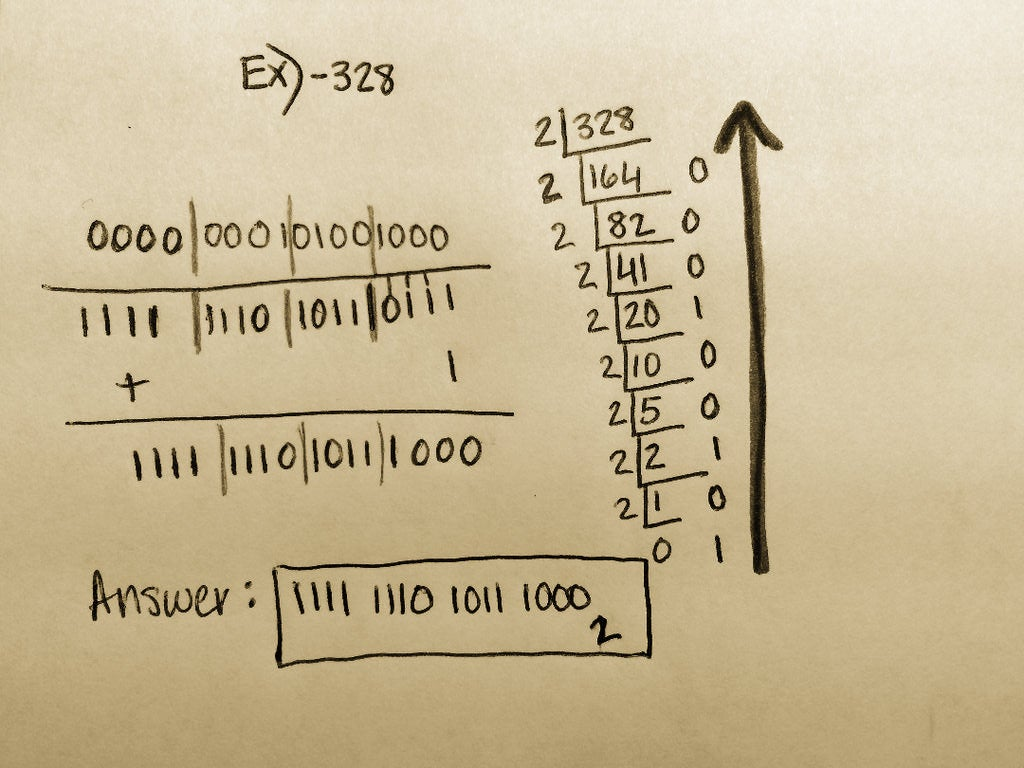 Ex) -328
0000 | 0001 | 0100 | 1000
1111 | 1110 | 1011 | 0111
+ 1
1111 | 1110 | 1011 | 1000
2 328
2 164 0
2 82 0
2 41 0
2 20 1
2 10 0
2 5 0
2 2 1
2 1 0
0 1
Answer: 1111 1110 1011 1000 2